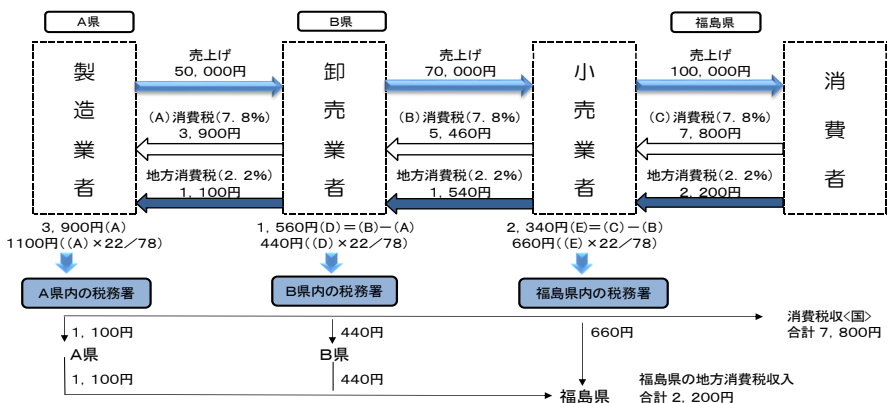 A県
B県
福島県
製造業者
卸売業者
小売業者
消費者
売上げ
50,000円
売上げ
70,000円
売上げ
100,000円
(A)消費税(7.8%)
3,900円
(B)消費税(7.8%)
5,460円
(C)消費税(7.8%)
7,800円
地方消費税(2.2%)
1,100円
地方消費税(2.2%)
1,540円
地方消費税(2.2%)
2,200円
3,900円(A)
1100円((A)×22/78)
1,560円(D)=(B)-(A)
440円((D)×22/78)
2,340円(E)=(C)-(B)
660円((E)×22/78)
A県内の税務署
B県内の税務署
福島県内の税務署
消費税収<国>
合計7,800円
1,100円
440円
660円
A県
B県
1,100円
440円
福島県
福島県の地方消費税収入
合計2,200円